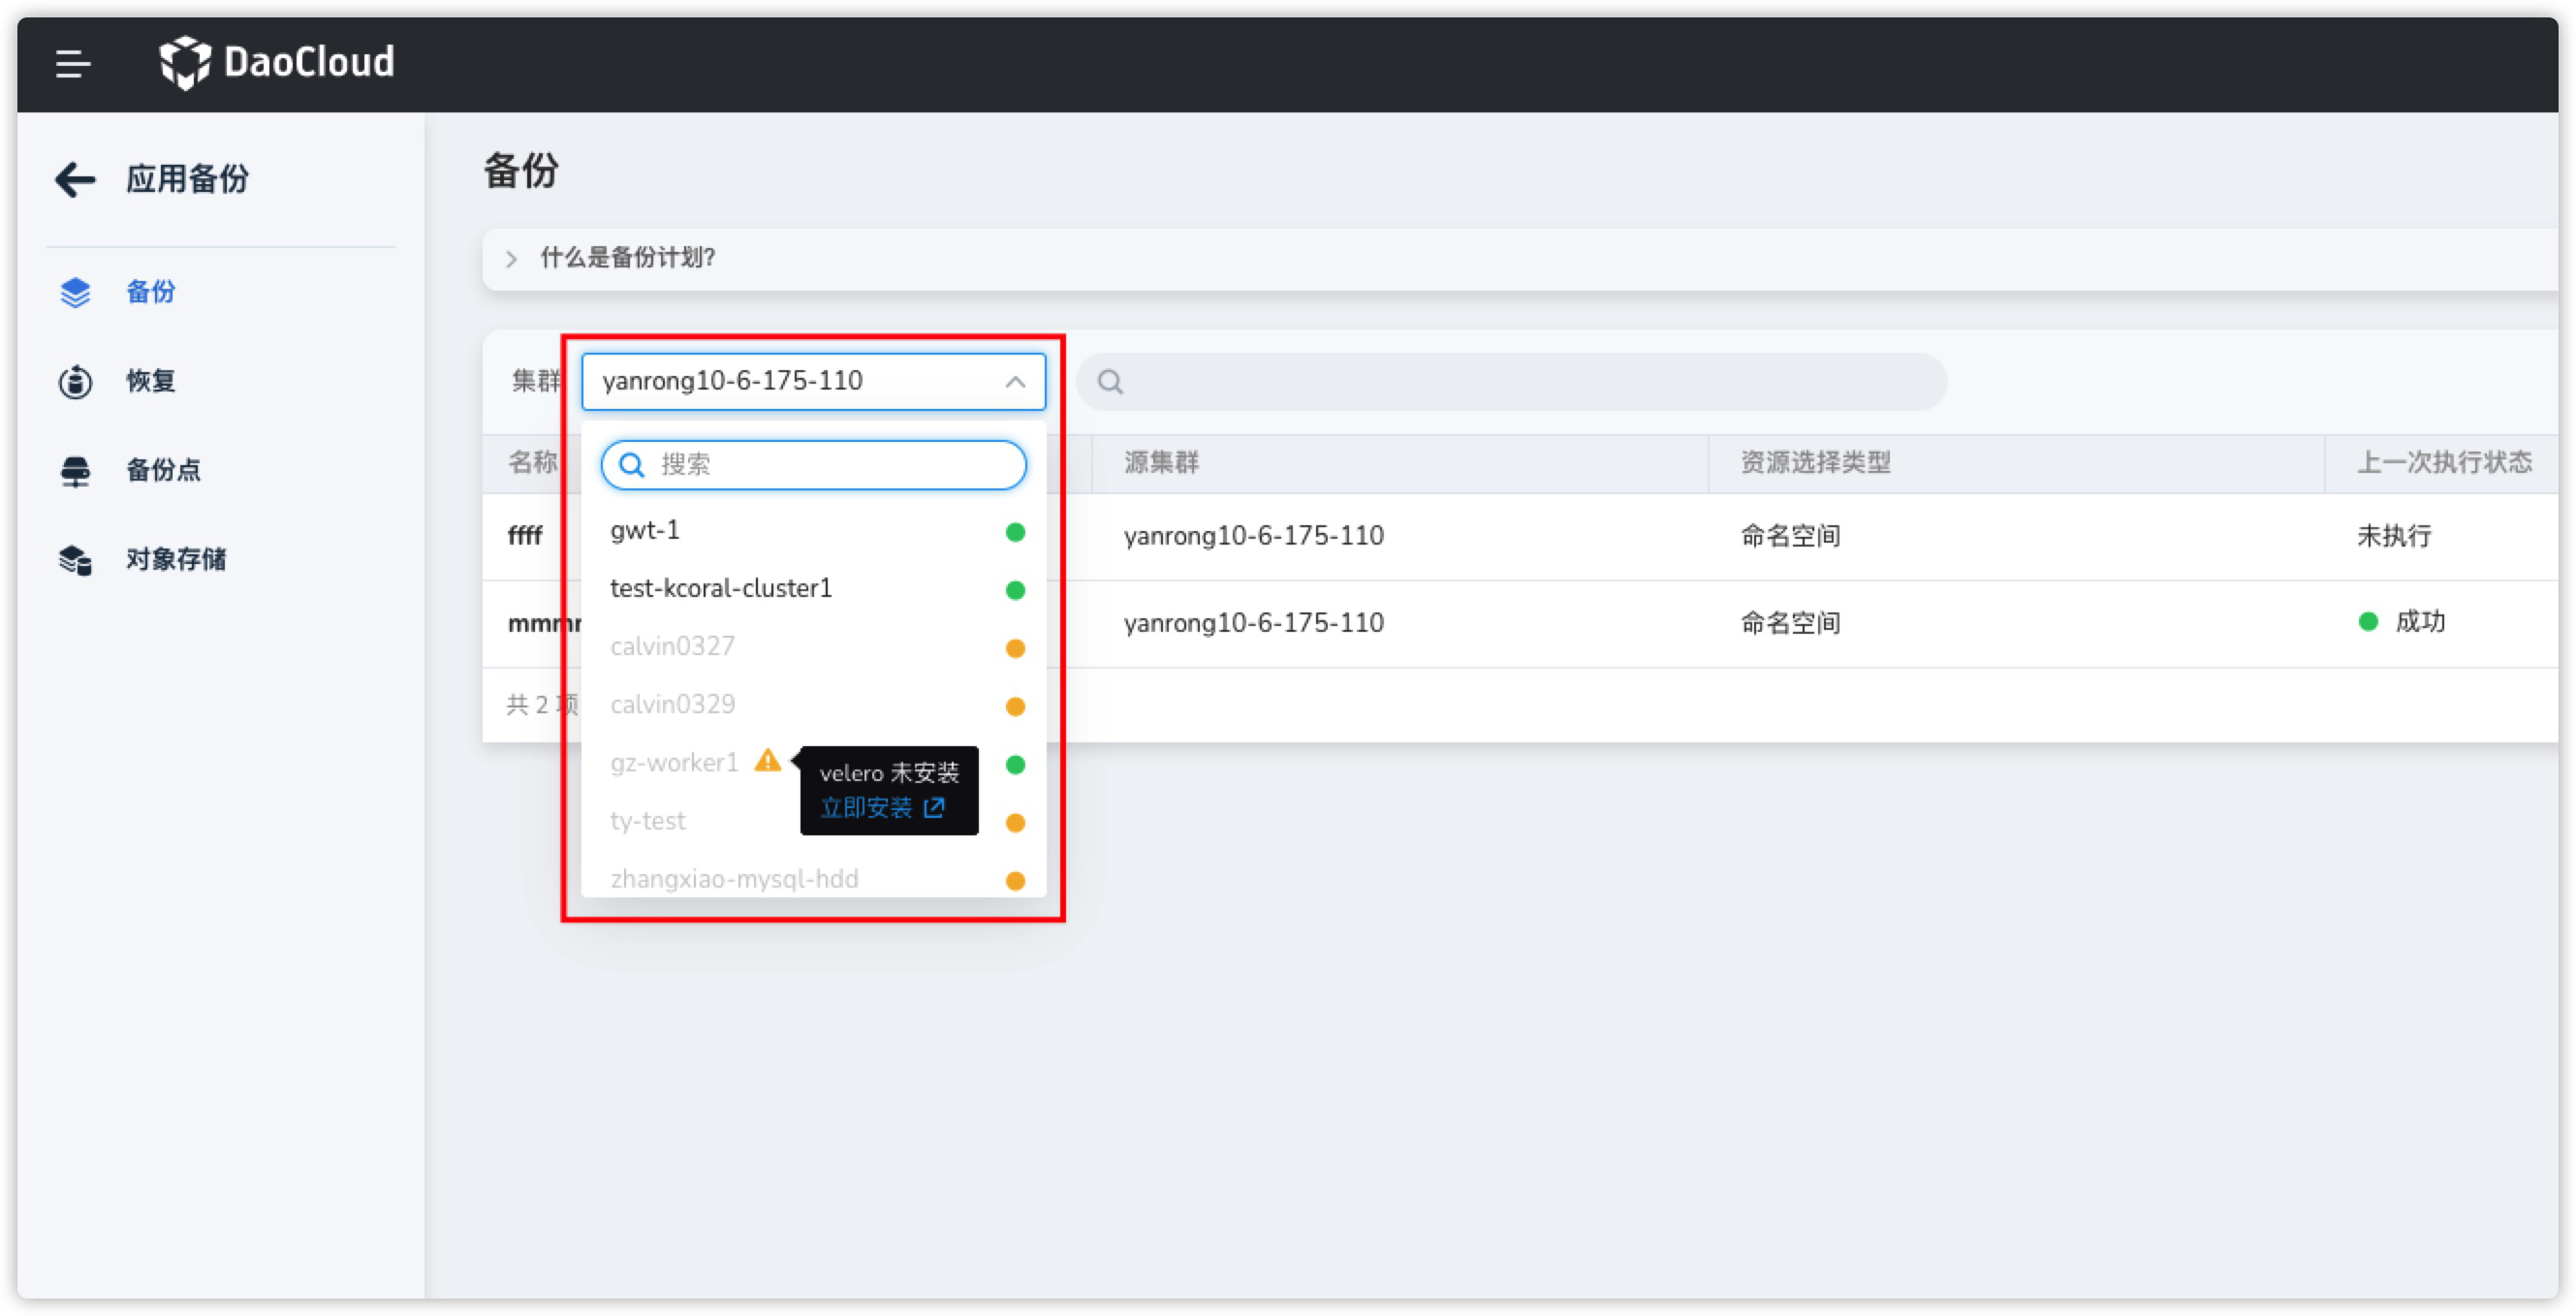 DaoCloud
应用备份
备份
恢复
备份点
对象存储
备份
什么是备份计划?
集群 yanrong10-6-175-110
搜索
gwt-1
test-kcoral-cluster1
calvin0327
calvin0329
gz-worker1
velero 未安装
立即安装
ty-test
zhangxiao-mysql-hdd
名称 源集群 资源选择类型 上一次执行状态
ffff yanrong10-6-175-110 命名空间 未执行
yanrong10-6-175-110 命名空间 成功
共 2 项